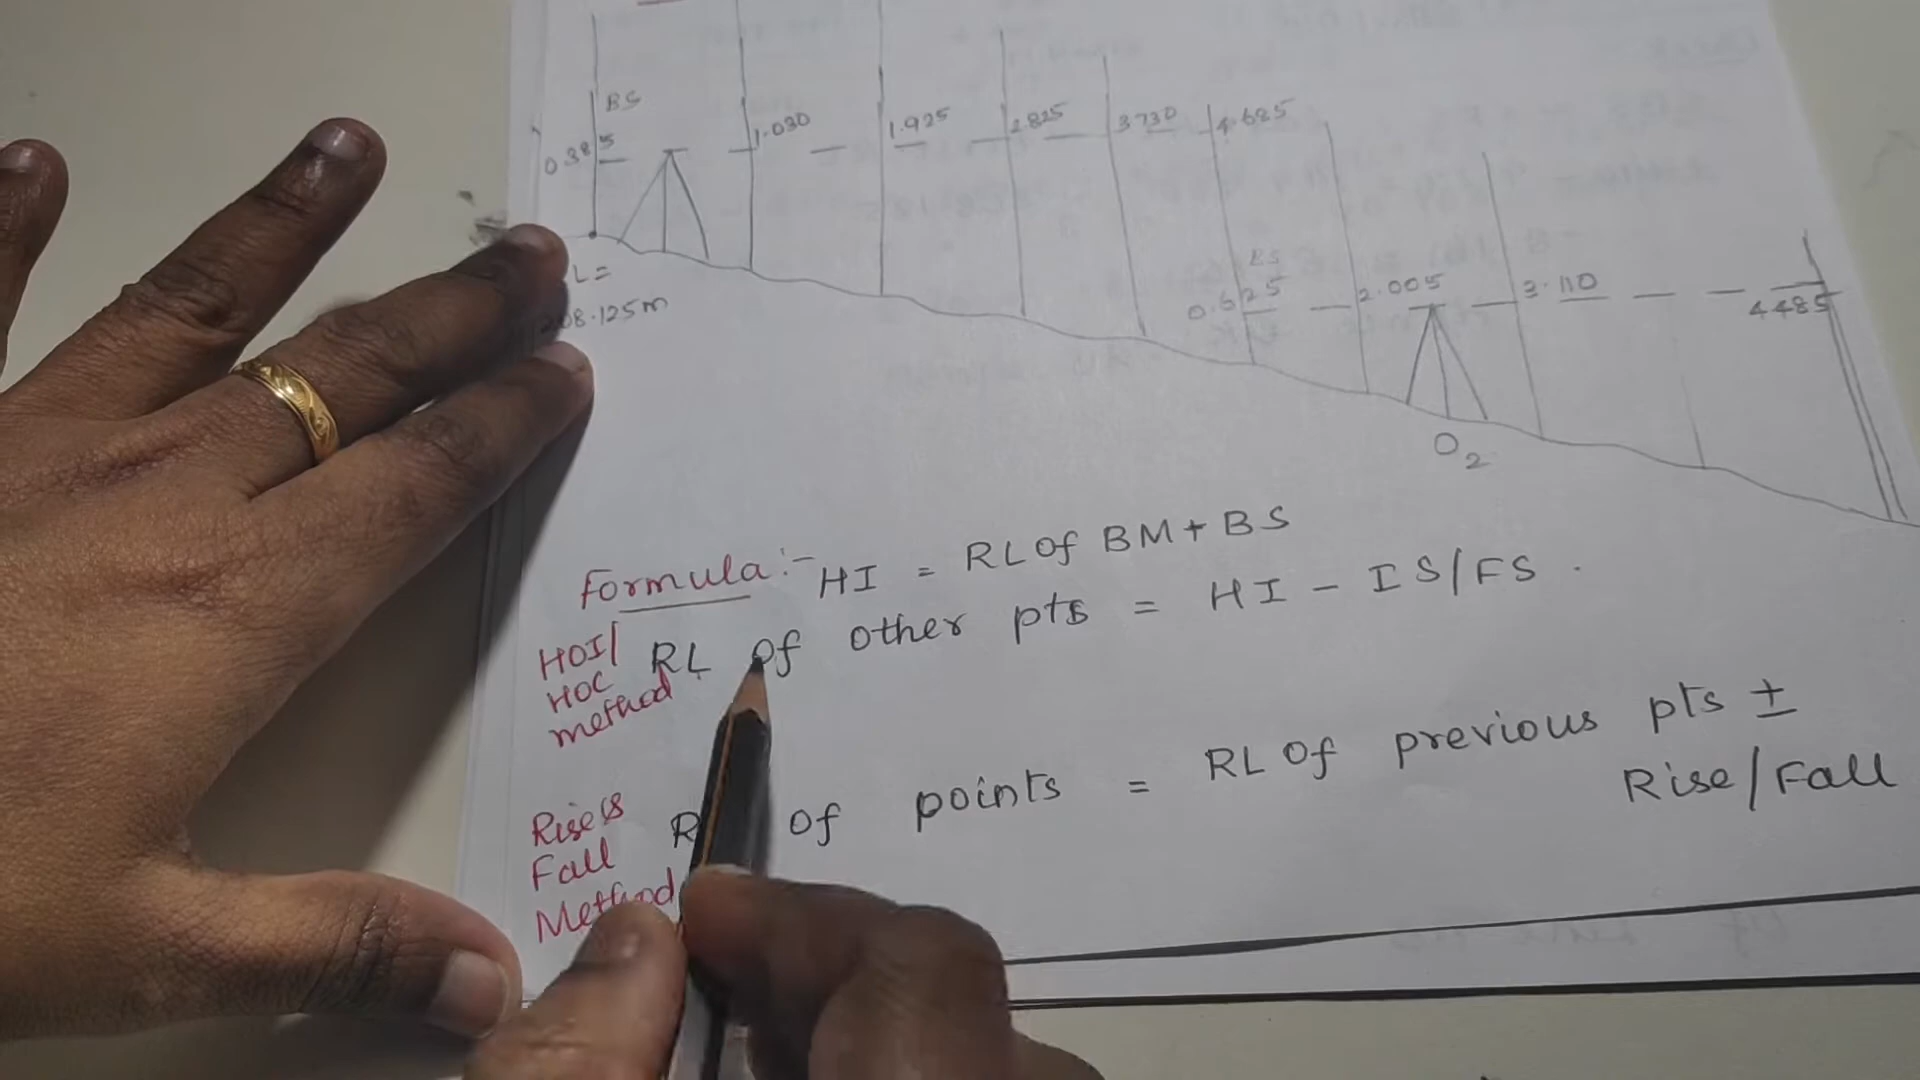 BS
0.385
1.030
1.925
2.825
3.730
4.685
L=
208.125m
BS
0.625
2.005
3.110
4.485
O2
Formula:- HI = RL Of BM + BS
HOI/
HOC
method
RL of other pts = HI - IS/FS.
Rise &
Fall
Method
R of points = RL Of previous pts ±
Rise/Fall